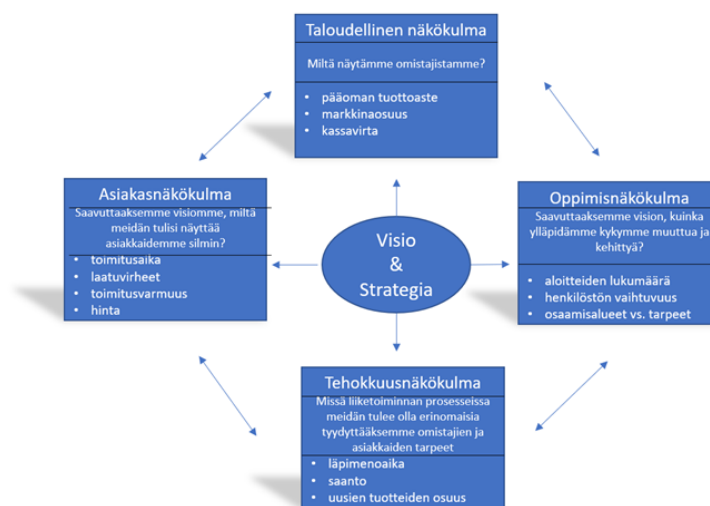 Taloudellinen näkökulma
Miltä näytämme omistajistamme?
• pääoman tuottoaste
• markkinaosuus
• kassavirta
Asiakasnäkökulma
Saavuttaaksemme visiomme, miltä
meidän tulisi näyttää
asiakkaidemme silmin?
• toimitusaika
• laatuvirheet
• toimitusvarmuus
• hinta
Visio
&
Strategia
Oppimisnäkökulma
Saavuttaaksemme vision, kuinka
ylläpidämme kykymme muuttua ja
kehittyä?
• aloitteiden lukumäärä
• henkilöstön vaihtuvuus
• osaamisalueet vs. tarpeet
Tehokkuusnäkökulma
Missä liiketoiminnan prosesseissa
meidän tulee olla erinomaisia
tyydyttääksemme omistajien ja
asiakkaiden tarpeet
• läpimenoaika
• saanto
• uusien tuotteiden osuus